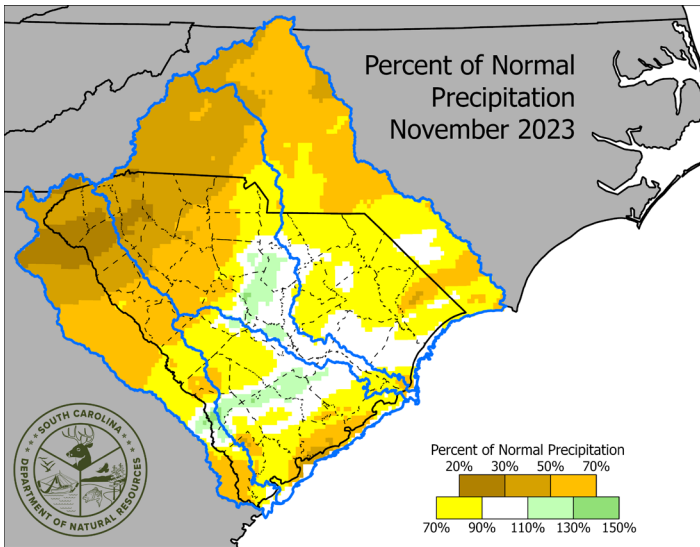 Percent of Normal
Precipitation
November 2023
SOUTH CAROLINA
DEPARTMENT OF NATURAL RESOURCES
Percent of Normal Precipitation
20% 30% 50% 70%
70% 90% 110% 130% 150%